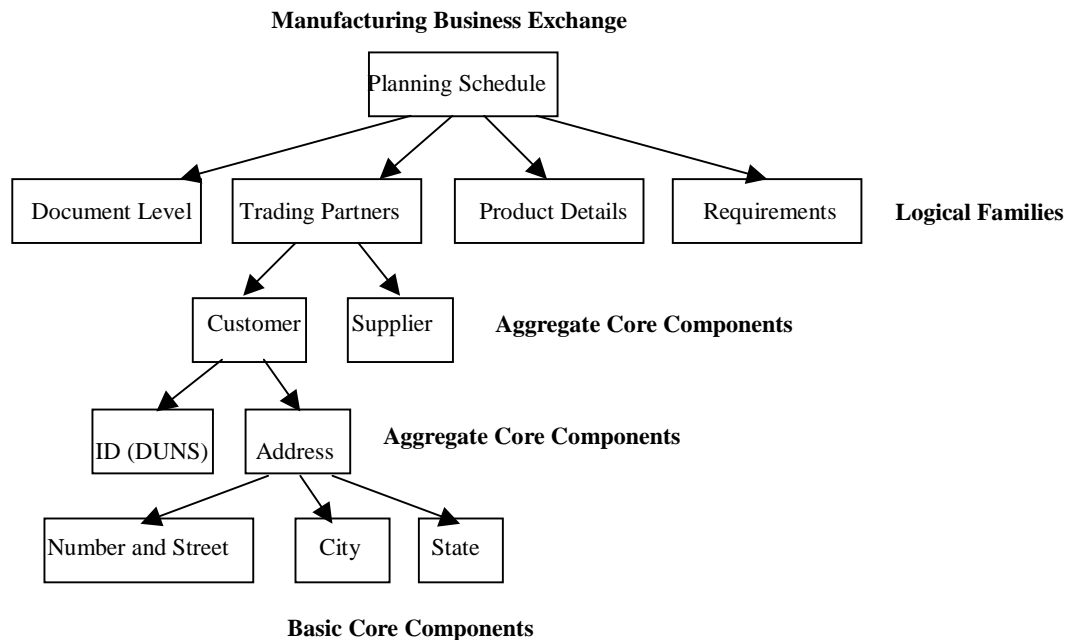 Manufacturing Business Exchange
Planning Schedule
Document Level
Trading Partners
Product Details
Requirements
Logical Families
Customer
Supplier
Aggregate Core Components
ID (DUNS)
Address
Aggregate Core Components
Number and Street
City
State
Basic Core Components